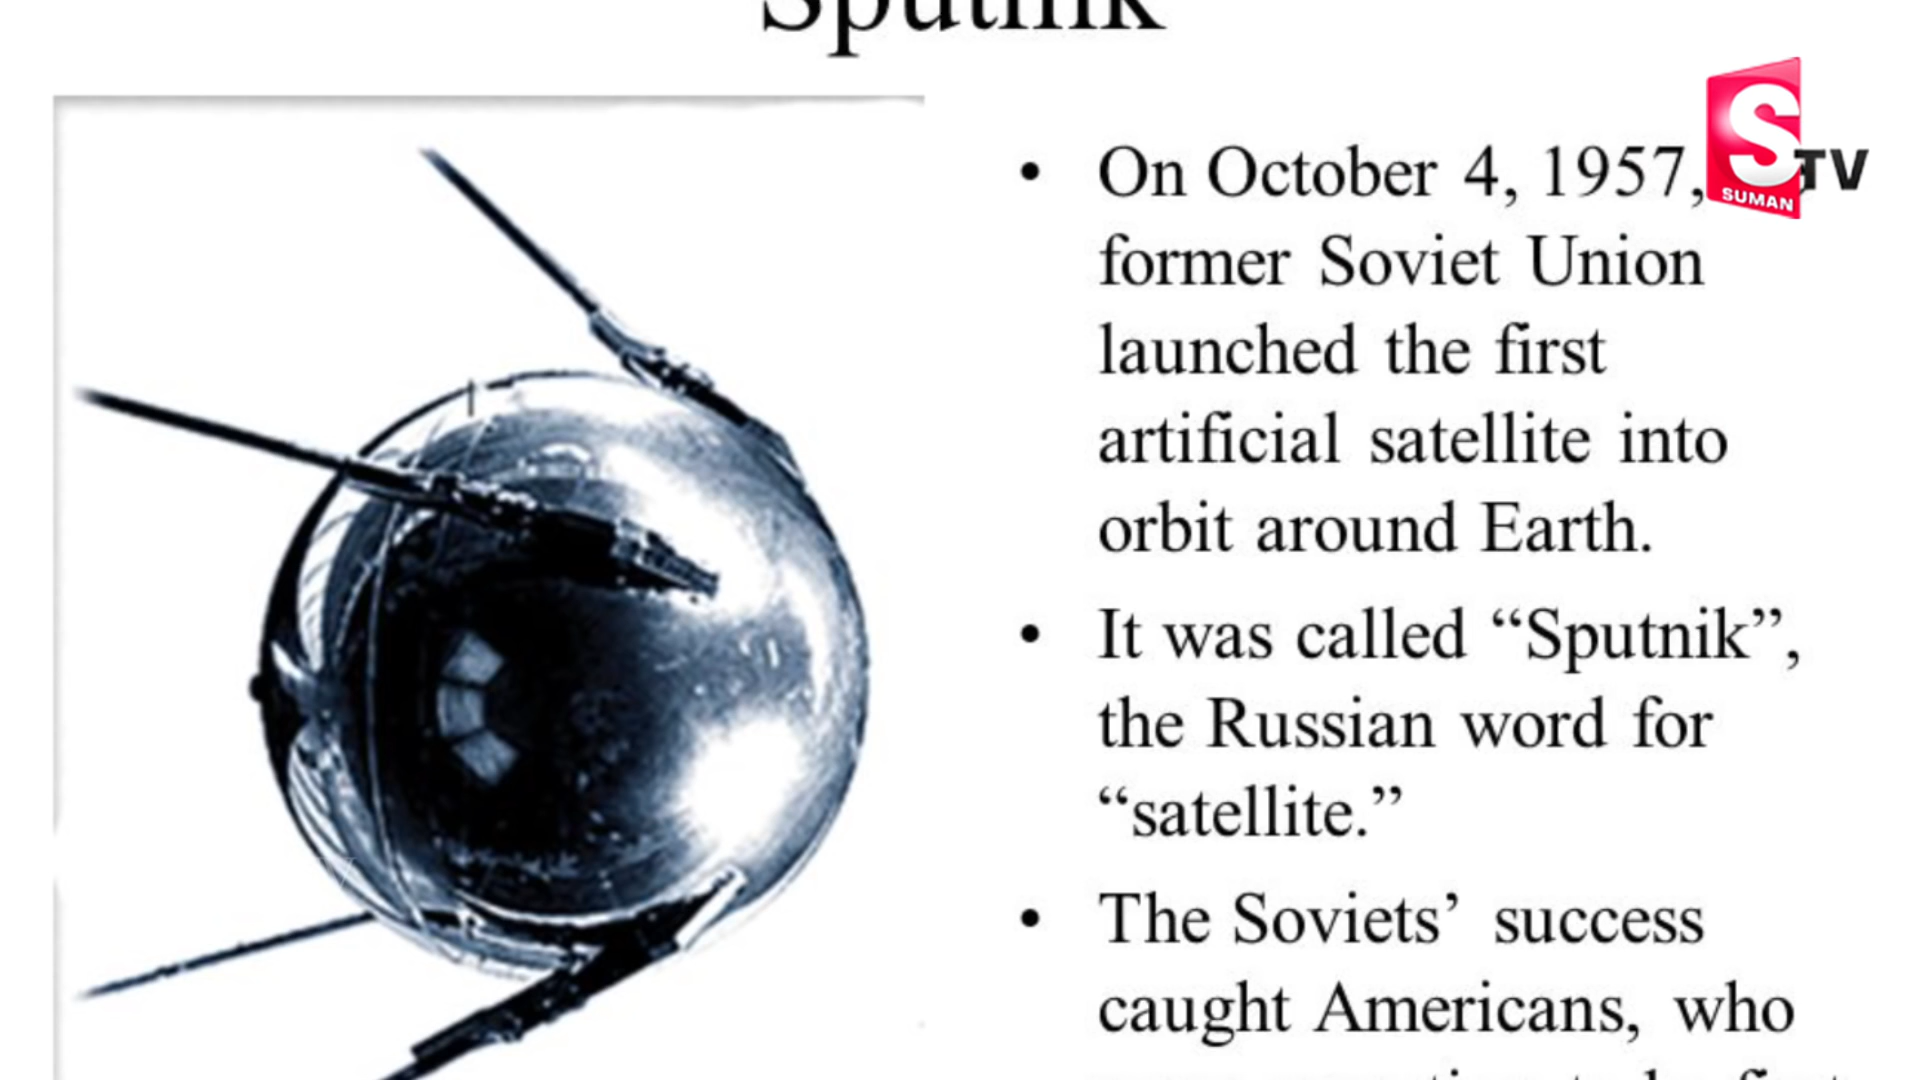 Sputnik
• On October 4, 1957,
former Soviet Union
launched the first
artificial satellite into
orbit around Earth.
• It was called “Sputnik”,
the Russian word for
“satellite.”
• The Soviets’ success
caught Americans, who
S TV
SUMAN